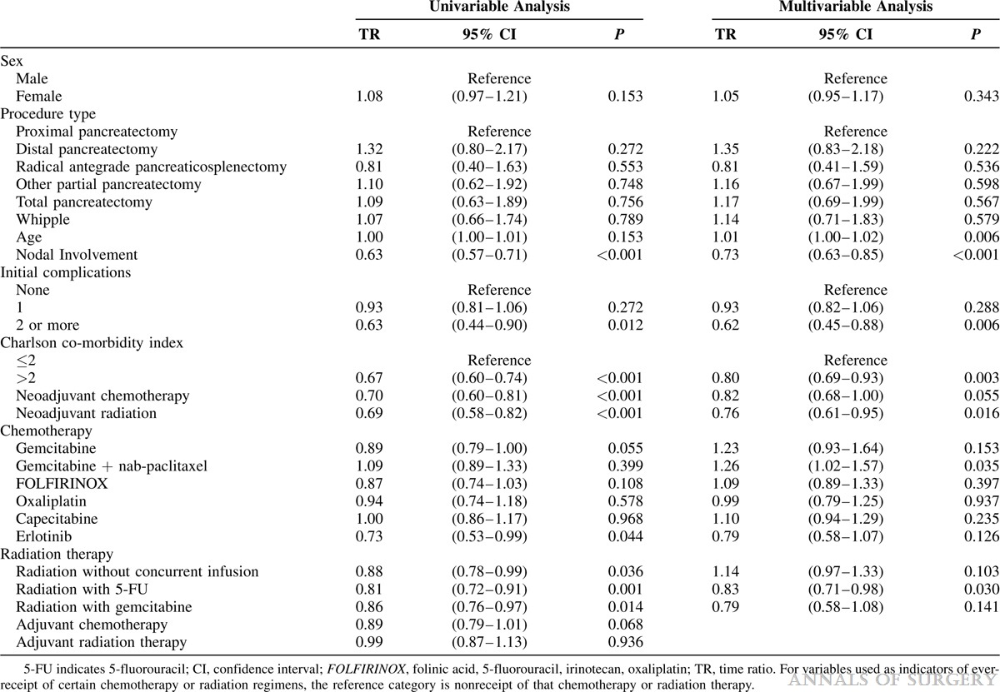 Univariable Analysis Multivariable Analysis
TR 95% CI P TR 95% CI P
Sex
Male Reference Reference
Female 1.08 (0.97–1.21) 0.153 1.05 (0.95–1.17) 0.343
Procedure type
Proximal pancreatectomy Reference Reference
Distal pancreatectomy 1.32 (0.80–2.17) 0.272 1.35 (0.83–2.18) 0.222
Radical antegrade pancreaticosplenectomy 0.81 (0.40–1.63) 0.553 0.81 (0.41–1.59) 0.536
Other partial pancreatectomy 1.10 (0.62–1.92) 0.748 1.16 (0.67–1.99) 0.598
Total pancreatectomy 1.09 (0.63–1.89) 0.756 1.17 (0.69–1.99) 0.567
Whipple 1.07 (0.66–1.74) 0.789 1.14 (0.71–1.83) 0.579
Age 1.00 (1.00–1.01) 0.153 1.01 (1.00–1.02) 0.006
Nodal Involvement 0.63 (0.57–0.71) <0.001 0.73 (0.63–0.85) <0.001
Initial complications
None Reference Reference
1 0.93 (0.81–1.06) 0.272 0.93 (0.82–1.06) 0.288
2 or more 0.63 (0.44–0.90) 0.012 0.62 (0.45–0.88) 0.006
Charlson co-morbidity index
≤2 Reference Reference
>2 0.67 (0.60–0.74) <0.001 0.80 (0.69–0.93) 0.003
Neoadjuvant chemotherapy 0.70 (0.60–0.81) <0.001 0.82 (0.68–1.00) 0.055
Neoadjuvant radiation 0.69 (0.58–0.82) <0.001 0.76 (0.61–0.95) 0.016
Chemotherapy
Gemcitabine 0.89 (0.79–1.00) 0.055 1.23 (0.93–1.64) 0.153
Gemcitabine + nab-paclitaxel 1.09 (0.89–1.33) 0.399 1.26 (1.02–1.57) 0.035
FOLFIRINOX 0.87 (0.74–1.03) 0.108 1.09 (0.89–1.33) 0.397
Oxaliplatin 0.94 (0.74–1.18) 0.578 0.99 (0.79–1.25) 0.937
Capecitabine 1.00 (0.86–1.17) 0.968 1.10 (0.94–1.29) 0.235
Erlotinib 0.73 (0.53–0.99) 0.044 0.79 (0.58–1.07) 0.126
Radiation therapy
Radiation without concurrent infusion 0.88 (0.78–0.99) 0.036 1.14 (0.97–1.33) 0.103
Radiation with 5-FU 0.81 (0.72–0.91) 0.001 0.83 (0.71–0.98) 0.030
Radiation with gemcitabine 0.86 (0.76–0.97) 0.014 0.79 (0.58–1.08) 0.141
Adjuvant chemotherapy 0.89 (0.79–1.01) 0.068
Adjuvant radiation therapy 0.99 (0.87–1.13) 0.936
5-FU indicates 5-fluorouracil; CI, confidence interval; FOLFIRINOX, folinic acid, 5-fluorouracil, irinotecan, oxaliplatin; TR, time ratio. For variables used as indicators of ever-
receipt of certain chemotherapy or radiation regimens, the reference category is nonreceipt of that chemotherapy or radiation therapy.
ANNALS OF SURGERY